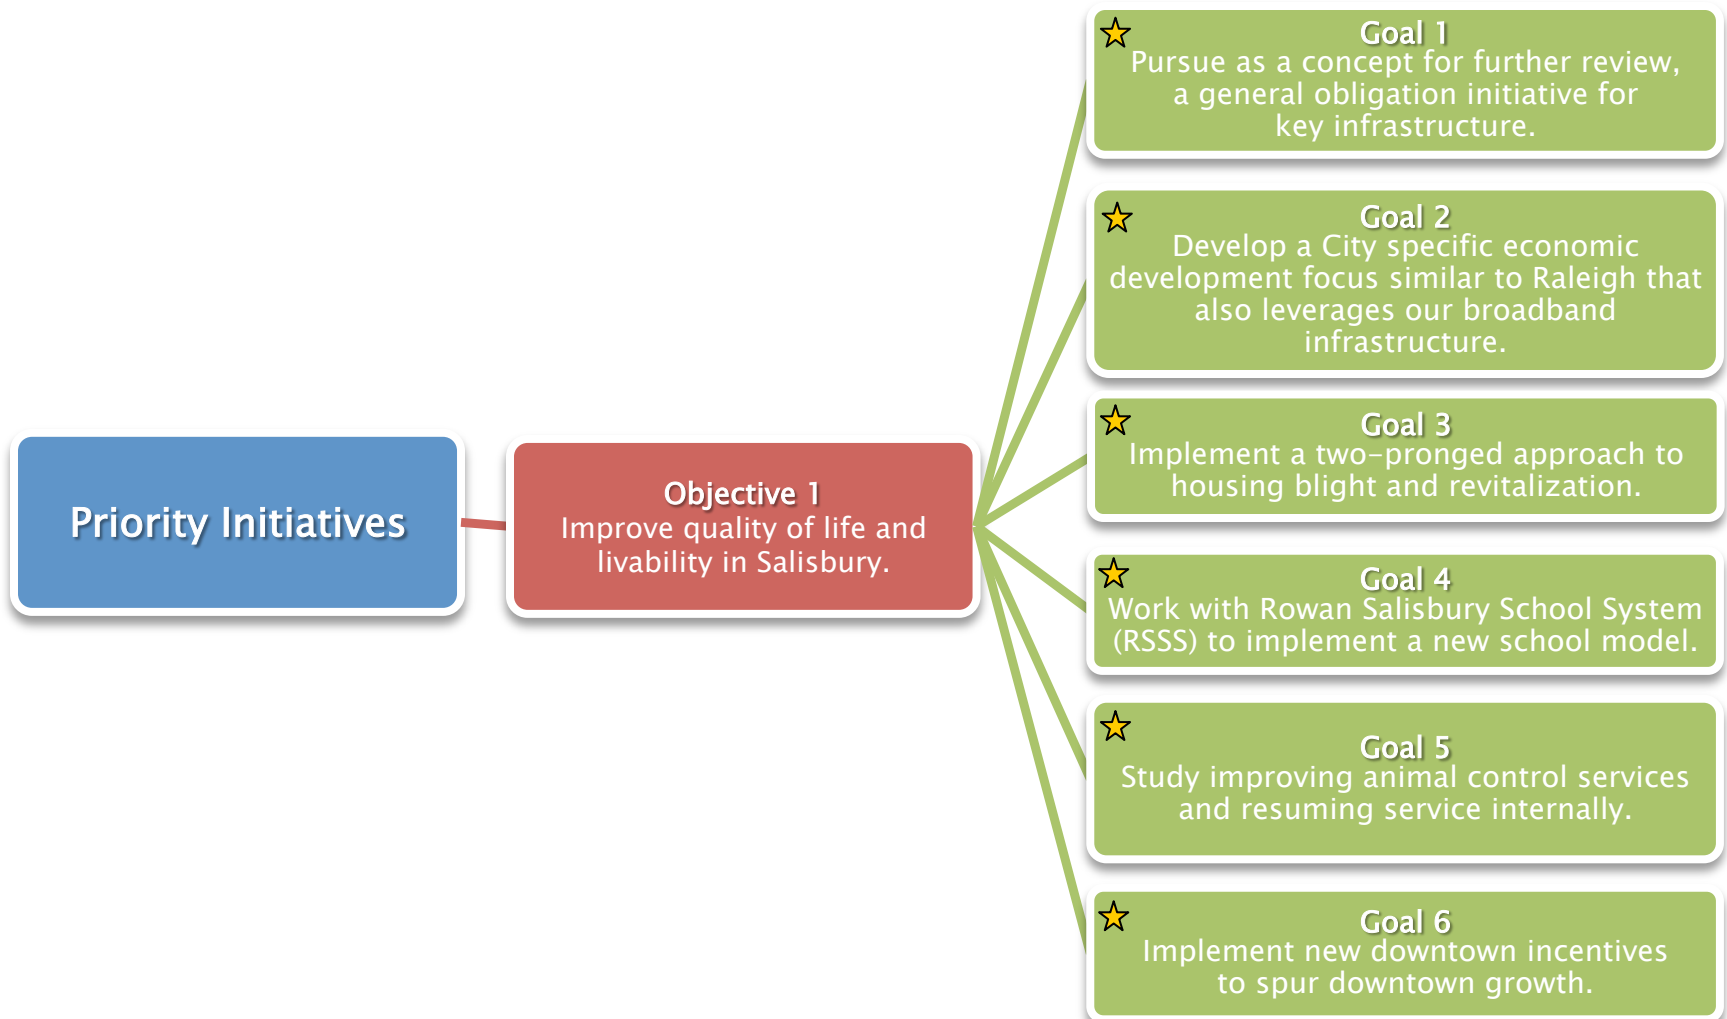 Priority Initiatives
Objective 1
Improve quality of life and
livability in Salisbury.
Goal 1
Pursue as a concept for further review,
a general obligation initiative for
key infrastructure.
Goal 2
Develop a City specific economic
development focus similar to Raleigh that
also leverages our broadband
infrastructure.
Goal 3
Implement a two-pronged approach to
housing blight and revitalization.
Goal 4
Work with Rowan Salisbury School System
(RSSS) to implement a new school model.
Goal 5
Study improving animal control services
and resuming service internally.
Goal 6
Implement new downtown incentives
to spur downtown growth.